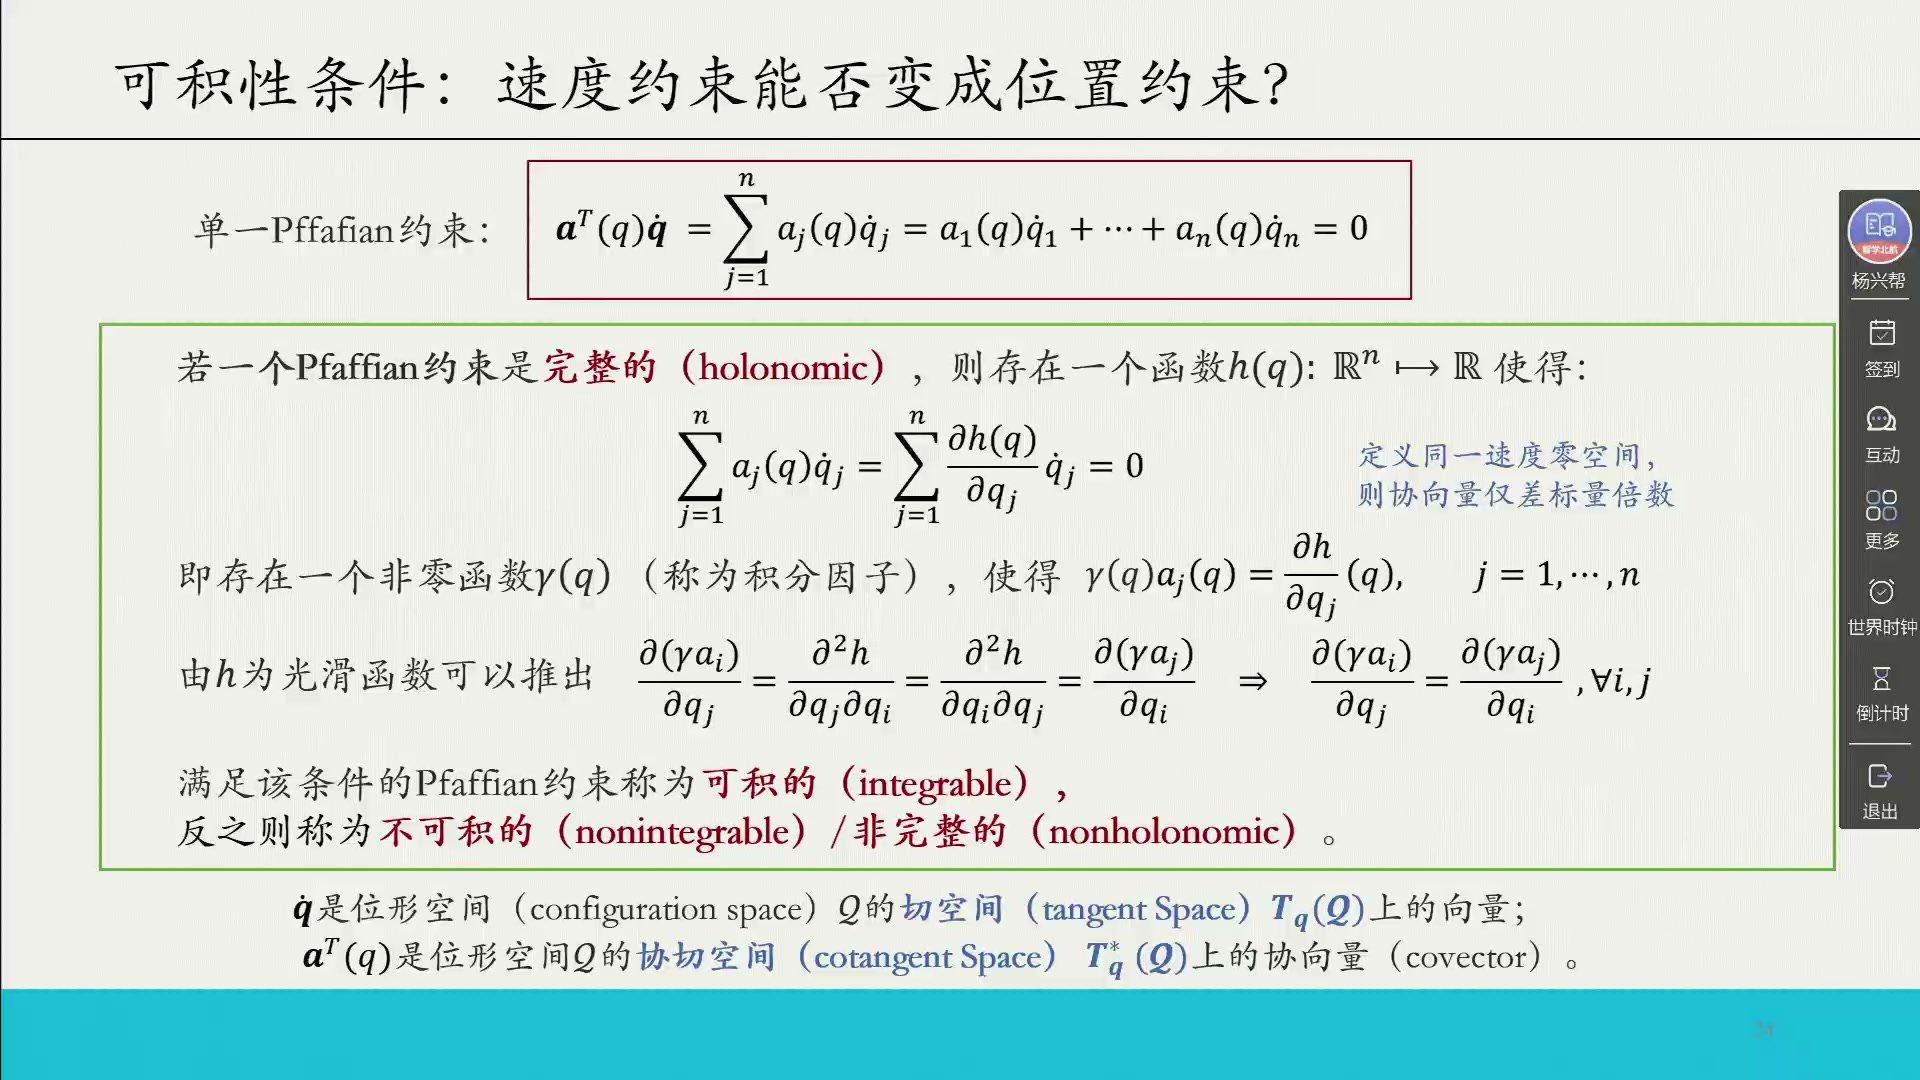 可积性条件：速度约束能否变成位置约束?
单一Pffafian约束：
a^T(q)q̇ = ∑_{j=1}^{n} a_j(q)q̇_j = a_1(q)q̇_1 + ⋯ + a_n(q)q̇_n = 0
若一个Pfaffian约束是完整的（holonomic），则存在一个函数h(q): ℝ^n ⟼ ℝ 使得：
∑_{j=1}^{n} a_j(q)q̇_j = ∑_{j=1}^{n} ∂h(q)/∂q_j q̇_j = 0
定义同一速度零空间，
则协向量仅差标量倍数
即存在一个非零函数γ(q)（称为积分因子），使得 γ(q)a_j(q) = ∂h/∂q_j (q), j = 1,⋯,n
由h为光滑函数可以推出 ∂(γa_i)/∂q_j = ∂²h/∂q_j∂q_i = ∂²h/∂q_i∂q_j = ∂(γa_j)/∂q_i ⇒ ∂(γa_i)/∂q_j = ∂(γa_j)/∂q_i , ∀i,j
满足该条件的Pfaffian约束称为可积的（integrable），
反之则称为不可积的（nonintegrable）/非完整的（nonholonomic）。
q̇是位形空间（configuration space）Q的切空间（tangent Space）T_q(Q)上的向量；
a^T(q)是位形空间Q的协切空间（cotangent Space） T_q^*(Q)上的协向量（covector）。
24
智学北航
杨兴帮
签到
互动
更多
世界时钟
倒计时
退出